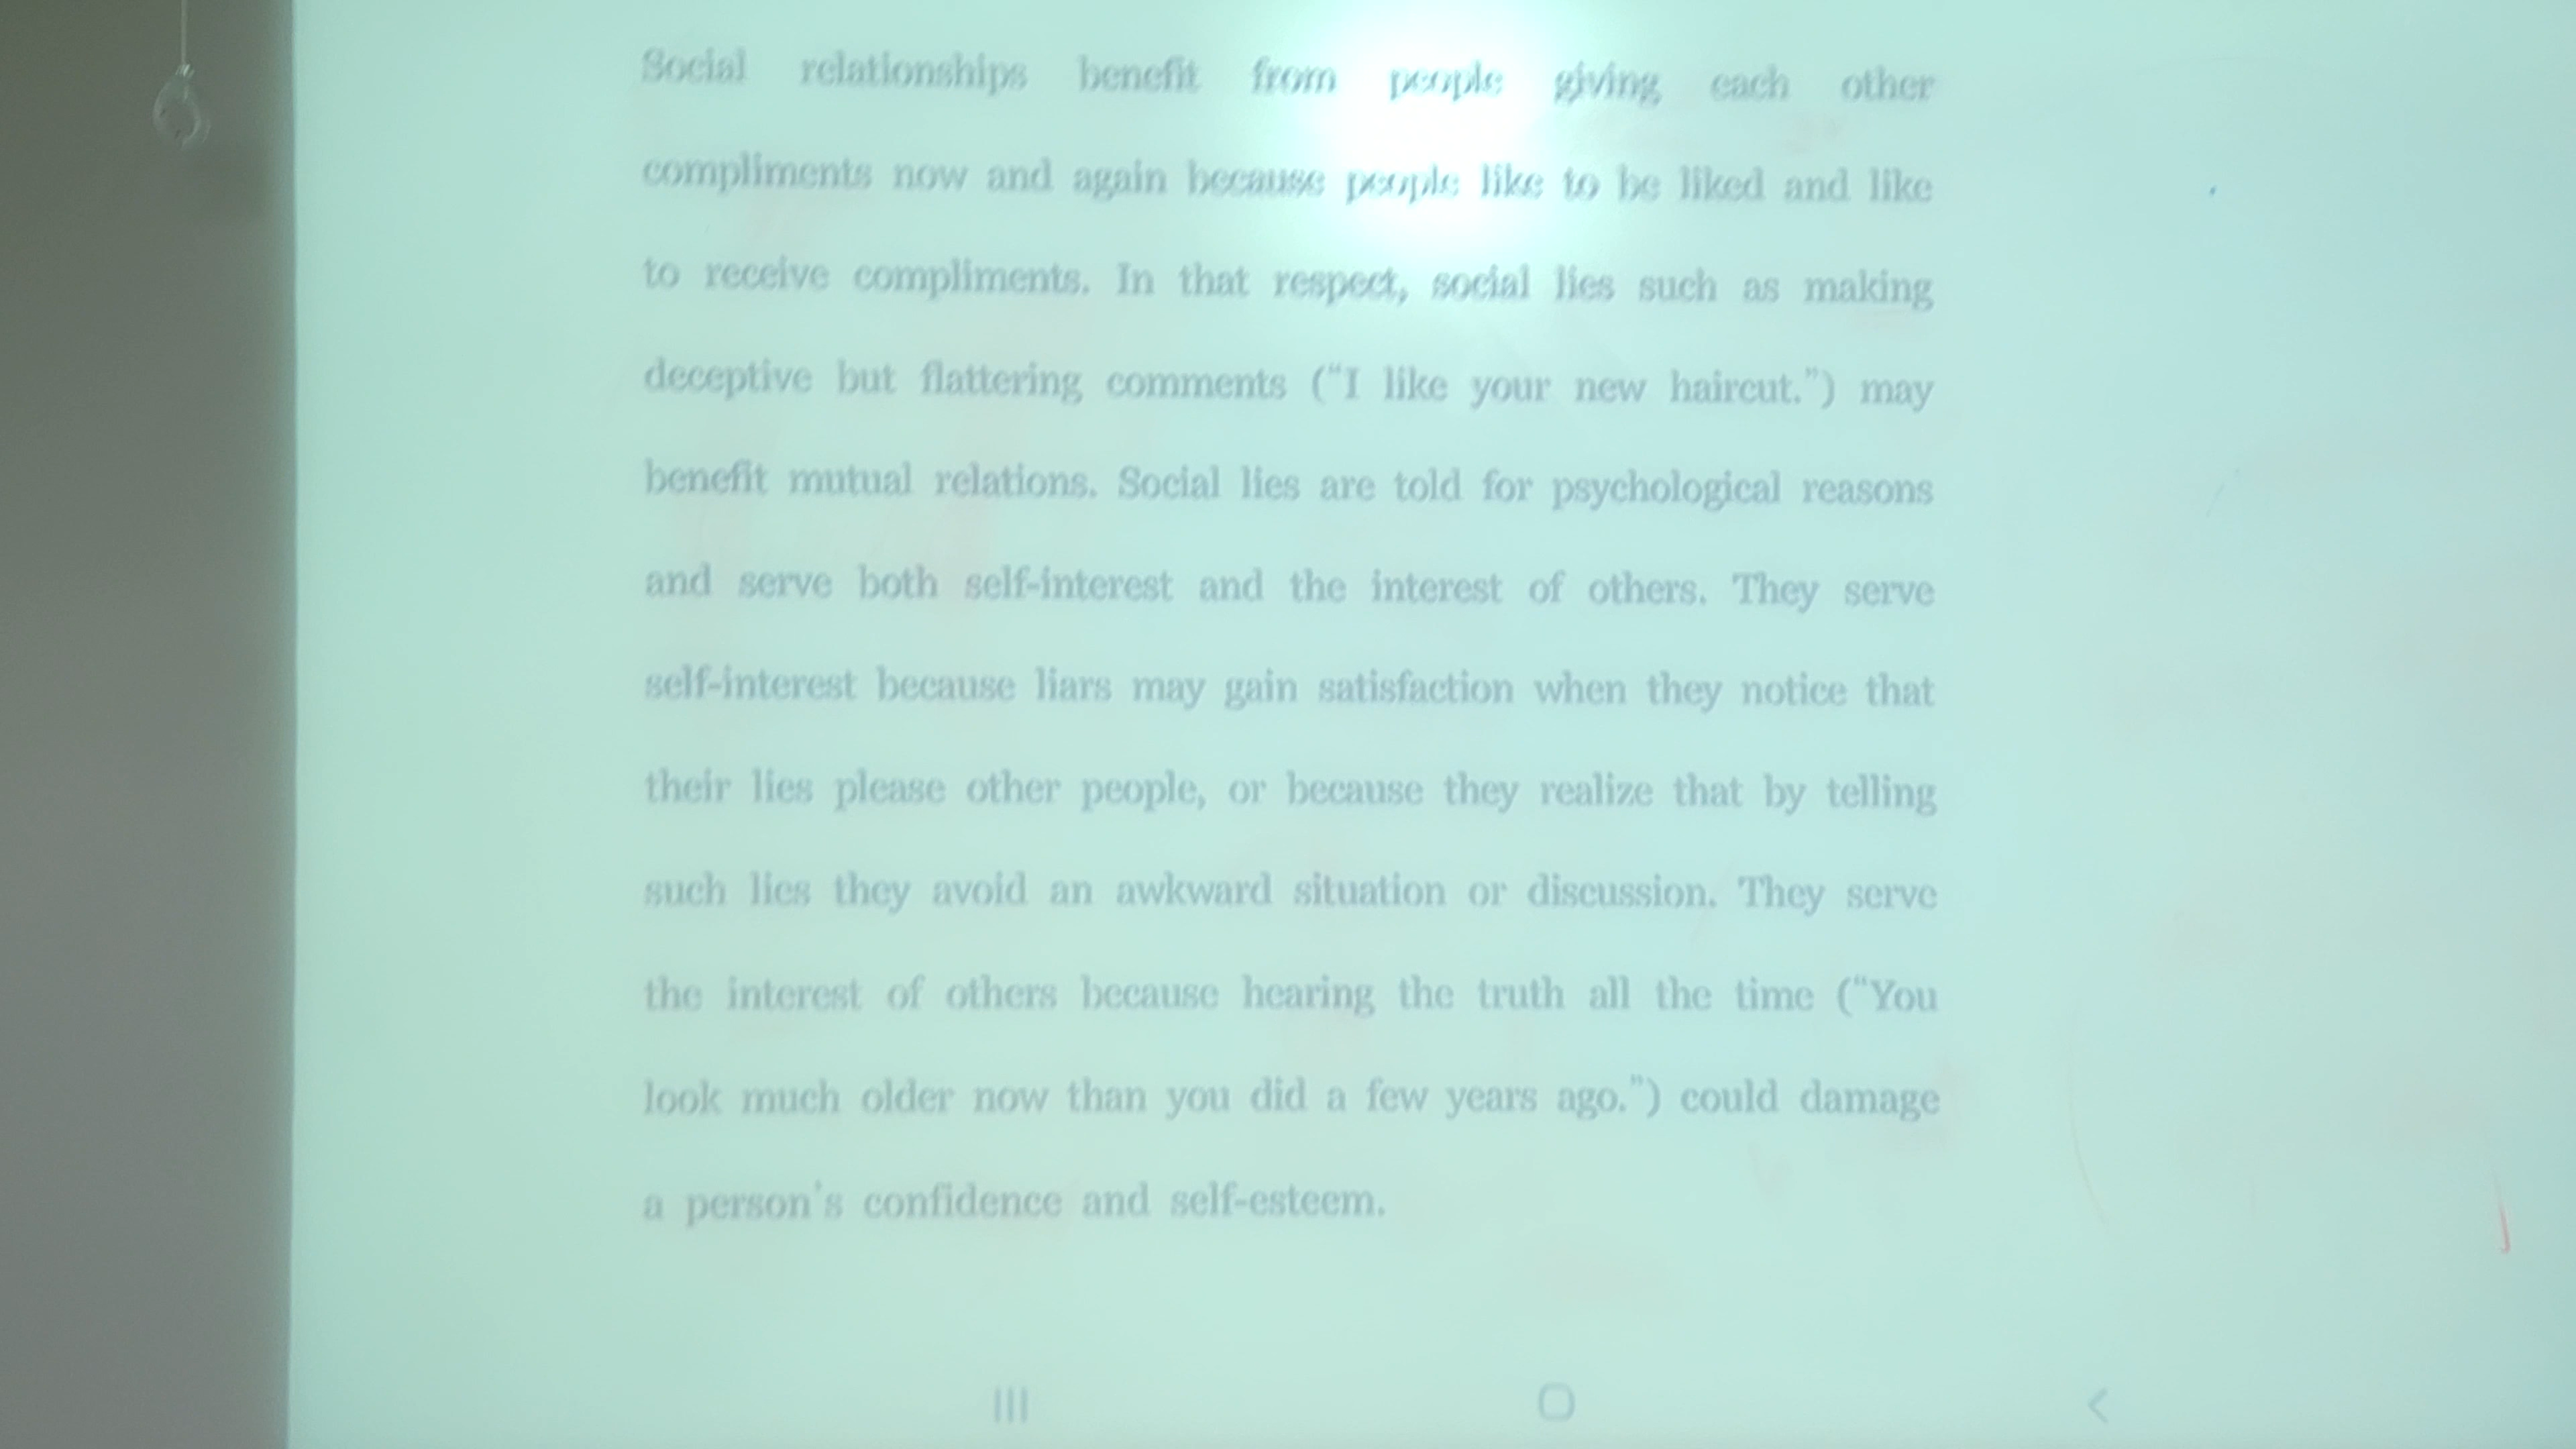 Social relationships benefit from people giving each other
compliments now and again because people like to be liked and like
to receive compliments. In that respect, social lies such as making
deceptive but flattering comments (“I like your new haircut.”) may
benefit mutual relations. Social lies are told for psychological reasons
and serve both self-interest and the interest of others. They serve
self-interest because liars may gain satisfaction when they notice that
their lies please other people, or because they realize that by telling
such lies they avoid an awkward situation or discussion. They serve
the interest of others because hearing the truth all the time (“You
look much older now than you did a few years ago.”) could damage
a person's confidence and self-esteem.